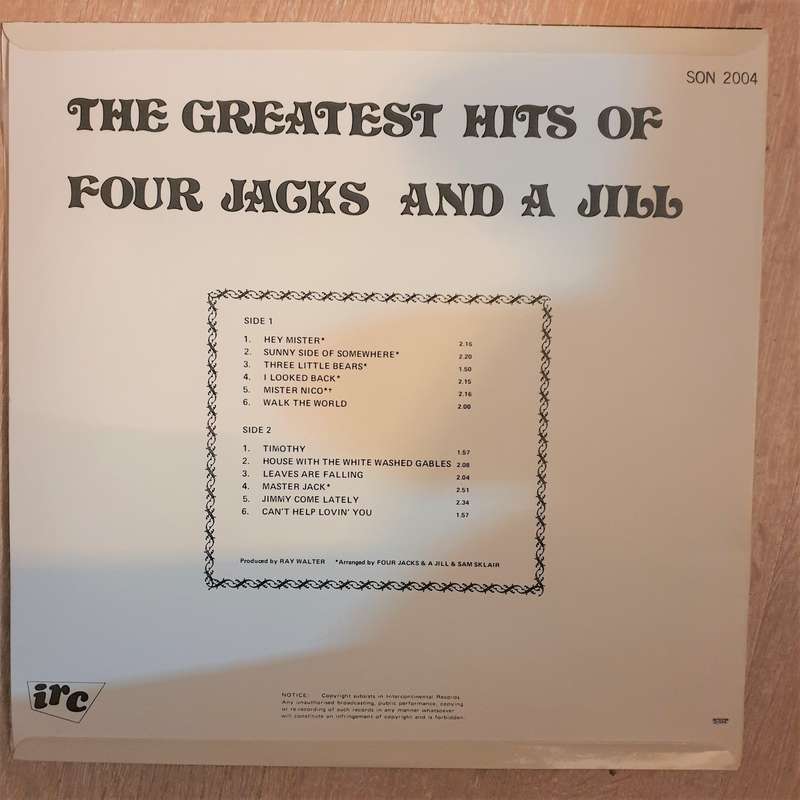 SON 2004
THE GREATEST HITS OF
FOUR JACKS AND A JILL
SIDE 1
1. HEY MISTER* 2.16
2. SUNNY SIDE OF SOMEWHERE* 2.20
3. THREE LITTLE BEARS* 1.50
4. I LOOKED BACK* 2.15
5. MISTER NICO*† 2.16
6. WALK THE WORLD 2.00
SIDE 2
1. TIMOTHY 1.57
2. HOUSE WITH THE WHITE WASHED GABLES 2.08
3. LEAVES ARE FALLING 2.04
4. MASTER JACK* 2.51
5. JIMMY COME LATELY 2.34
6. CAN'T HELP LOVIN' YOU 1.57
Produced by RAY WALTER *Arranged by FOUR JACKS & A JILL & SAM SKLAIR
irc
NOTICE: Copyright subsists in Intercontinental Records.
Any unauthorised broadcasting, public performance, copying
or re-recording of such records in any manner whatsoever
will constitute an infringement of copyright and is forbidden.